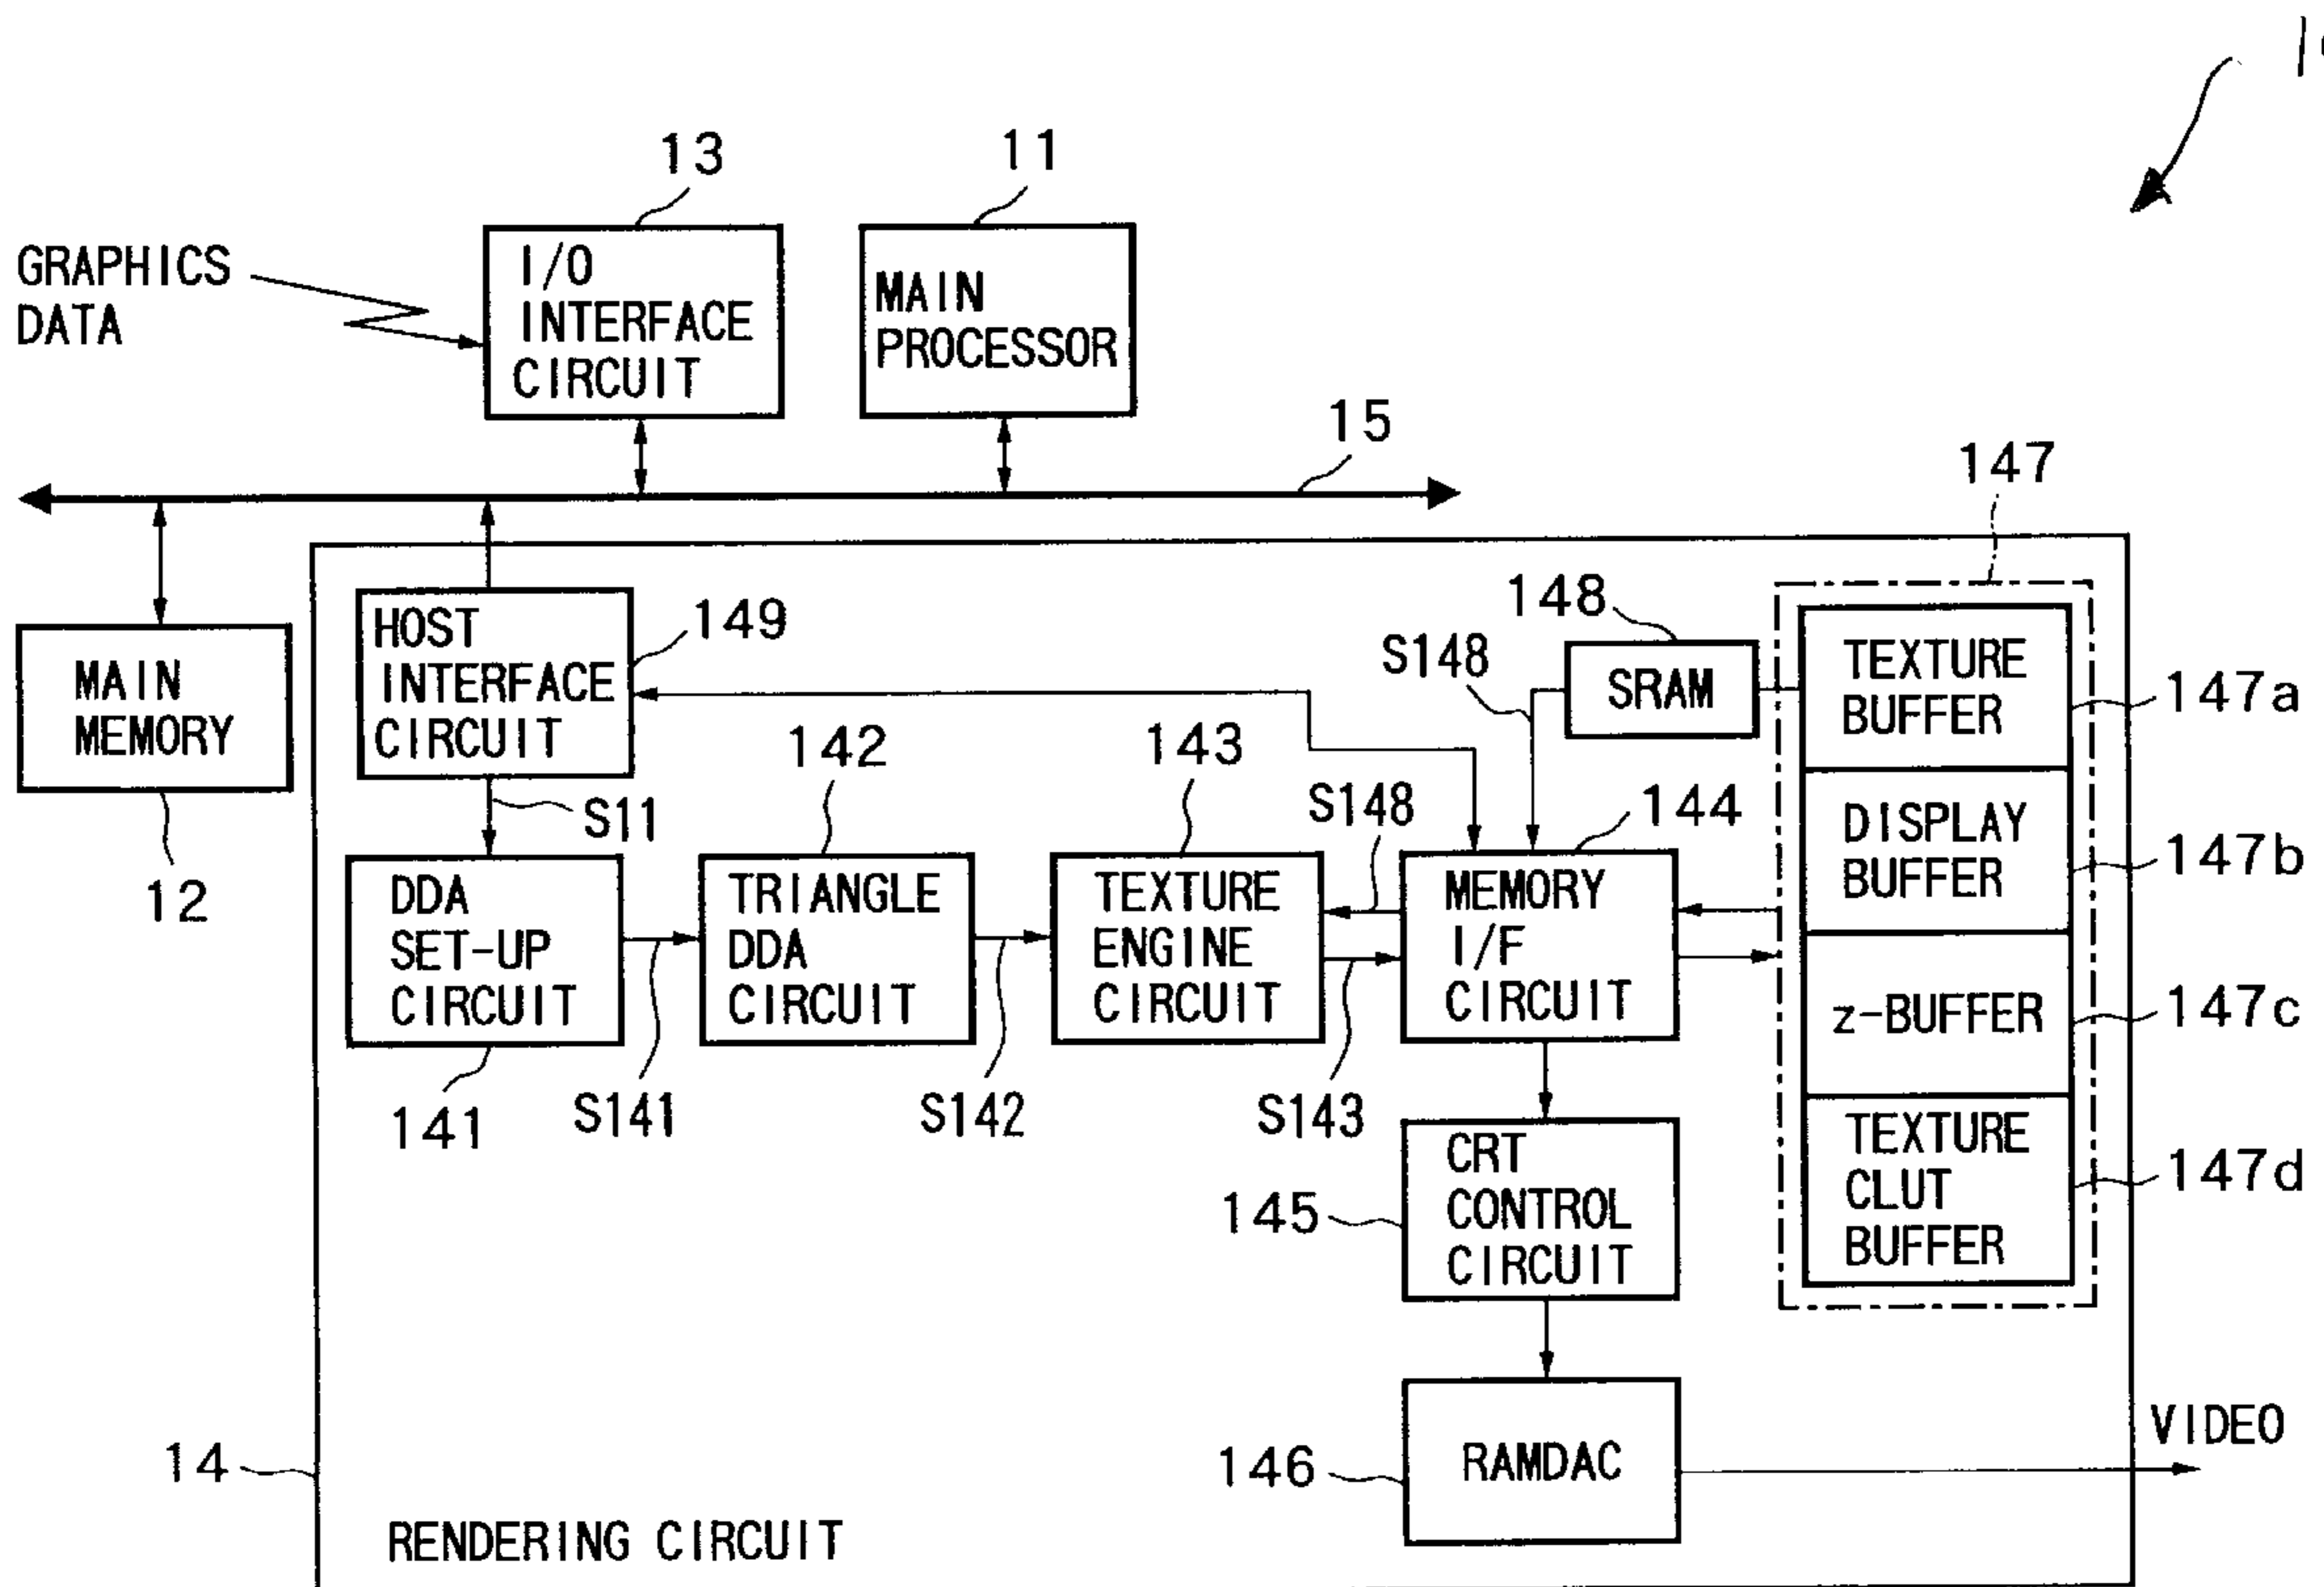 13
11
GRAPHICS
DATA
I/O
INTERFACE
CIRCUIT
MAIN
PROCESSOR
15
147
HOST
INTERFACE
CIRCUIT
149
148
S148
SRAM
TEXTURE
BUFFER
147a
MAIN
MEMORY
12
S11
142
143
S148
144
DISPLAY
BUFFER
147b
DDA
SET-UP
CIRCUIT
TRIANGLE
DDA
CIRCUIT
TEXTURE
ENGINE
CIRCUIT
MEMORY
I/F
CIRCUIT
z-BUFFER
147c
141
S141
S142
S143
CRT
CONTROL
CIRCUIT
145
TEXTURE
CLUT
BUFFER
147d
14
146
RAMDAC
VIDEO
RENDERING CIRCUIT